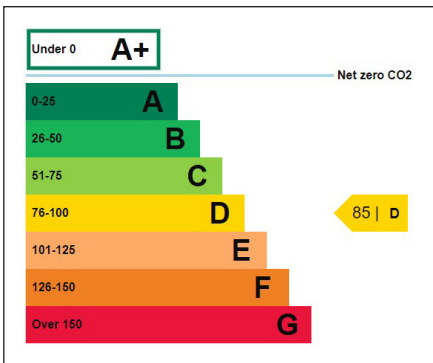 Under 0 A+
Net zero CO2
0-25 A
26-50 B
51-75 C
76-100 D 85 | D
101-125 E
126-150 F
Over 150 G